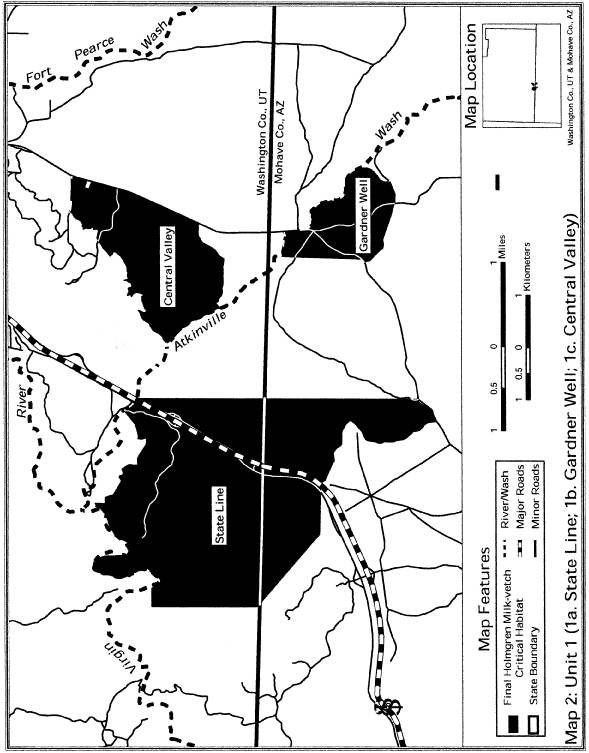 Fort Pearce Wash
Washington Co., UT
Mohave Co., AZ
Central Valley
Gardner Well
Wash
Atkinville
River
State Line
Virgin
Map Features
Final Holmgren Milk-vetch
Critical Habitat
State Boundary
River/Wash
Major Roads
Minor Roads
1 0.5 0 1 Miles
1 0.5 0 1 Kilometers
Map Location
Washington Co., UT & Mohave Co., AZ
Map 2: Unit 1 (1a. State Line; 1b. Gardner Well; 1c. Central Valley)